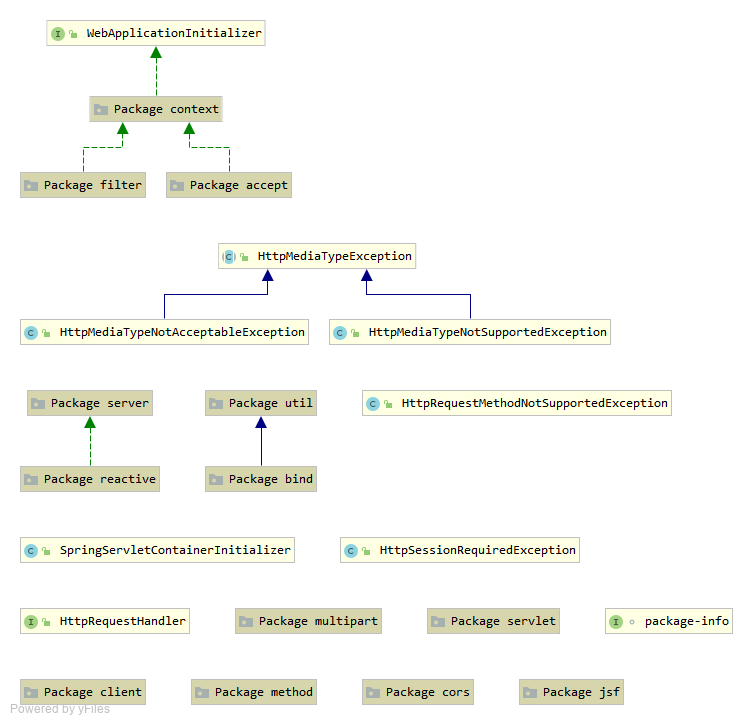 WebApplicationInitializer
Package context
Package filter
Package accept
HttpMediaTypeException
HttpMediaTypeNotAcceptableException
HttpMediaTypeNotSupportedException
Package server
Package util
HttpRequestMethodNotSupportedException
Package reactive
Package bind
SpringServletContainerInitializer
HttpSessionRequiredException
HttpRequestHandler
Package multipart
Package servlet
package-info
Package client
Package method
Package cors
Package jsf
Powered by yFiles